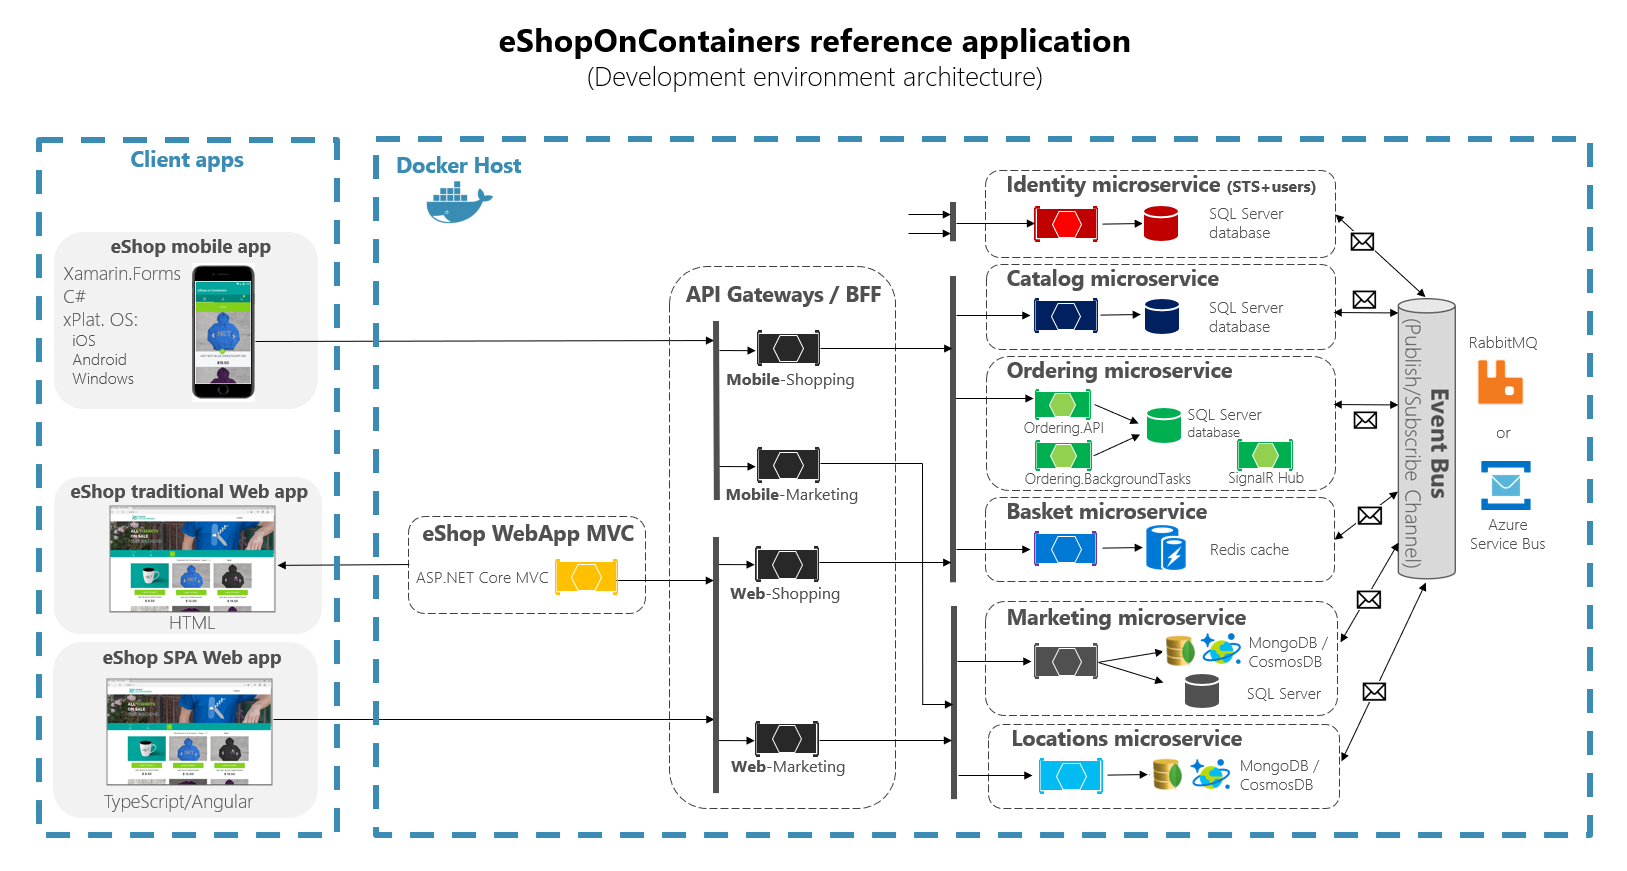 eShopOnContainers reference application
(Development environment architecture)
Client apps
eShop mobile app
Xamarin.Forms
C#
xPlat. OS:
iOS
Android
Windows
eShop traditional Web app
HTML
eShop SPA Web app
TypeScript/Angular
Docker Host
eShop WebApp MVC
ASP.NET Core MVC
API Gateways / BFF
Mobile-Shopping
Mobile-Marketing
Web-Shopping
Web-Marketing
Identity microservice (STS+users)
SQL Server
database
Catalog microservice
SQL Server
database
Ordering microservice
Ordering.API
SQL Server
database
Ordering.BackgroundTasks
SignalR Hub
Basket microservice
Redis cache
Marketing microservice
MongoDB /
CosmosDB
SQL Server
Locations microservice
MongoDB /
CosmosDB
Event Bus
(Publish/Subscribe Channel)
RabbitMQ
or
Azure
Service Bus